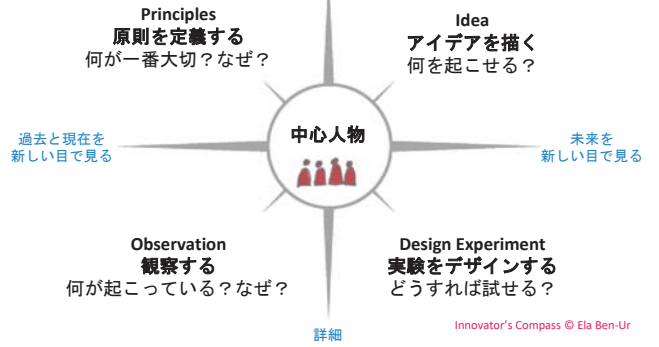 Principles
原則を定義する
何が一番大切？なぜ？
Idea
アイデアを描く
何を起こせる？
過去と現在を
新しい目で見る
中心人物
未来を
新しい目で見る
Observation
観察する
何が起こっている？なぜ？
Design Experiment
実験をデザインする
どうすれば試せる？
詳細
Innovator's Compass © Ela Ben-Ur